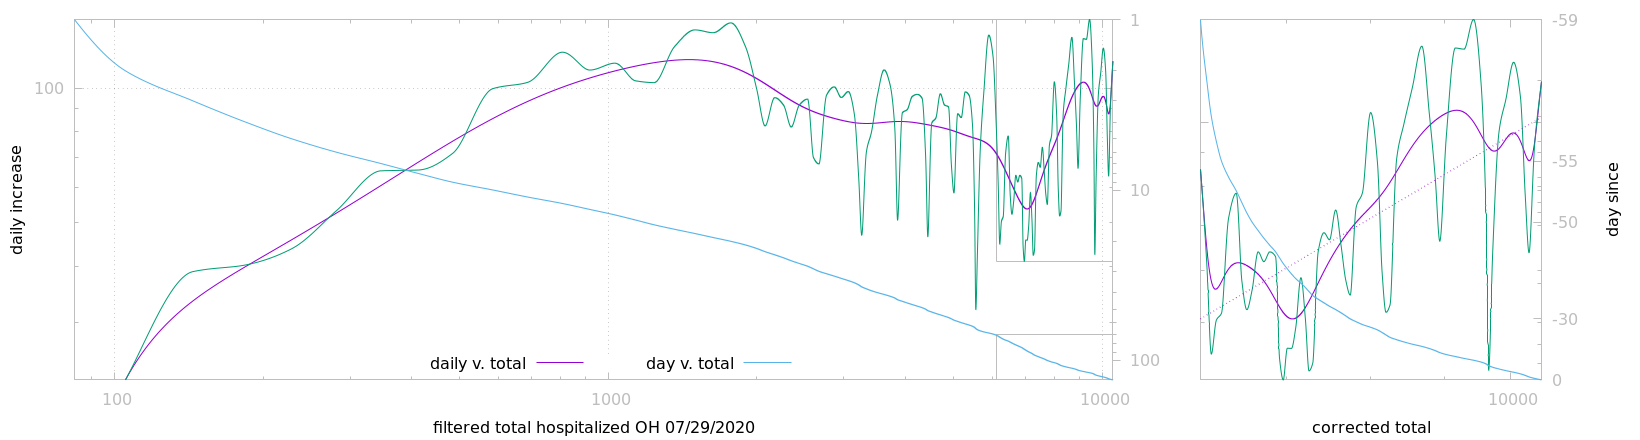 daily increase
100
daily v. total
day v. total
100
1000
10000
filtered total hospitalized OH 07/29/2020
1
10
100
10000
corrected total
-59
-55
-50
-30
0
day since